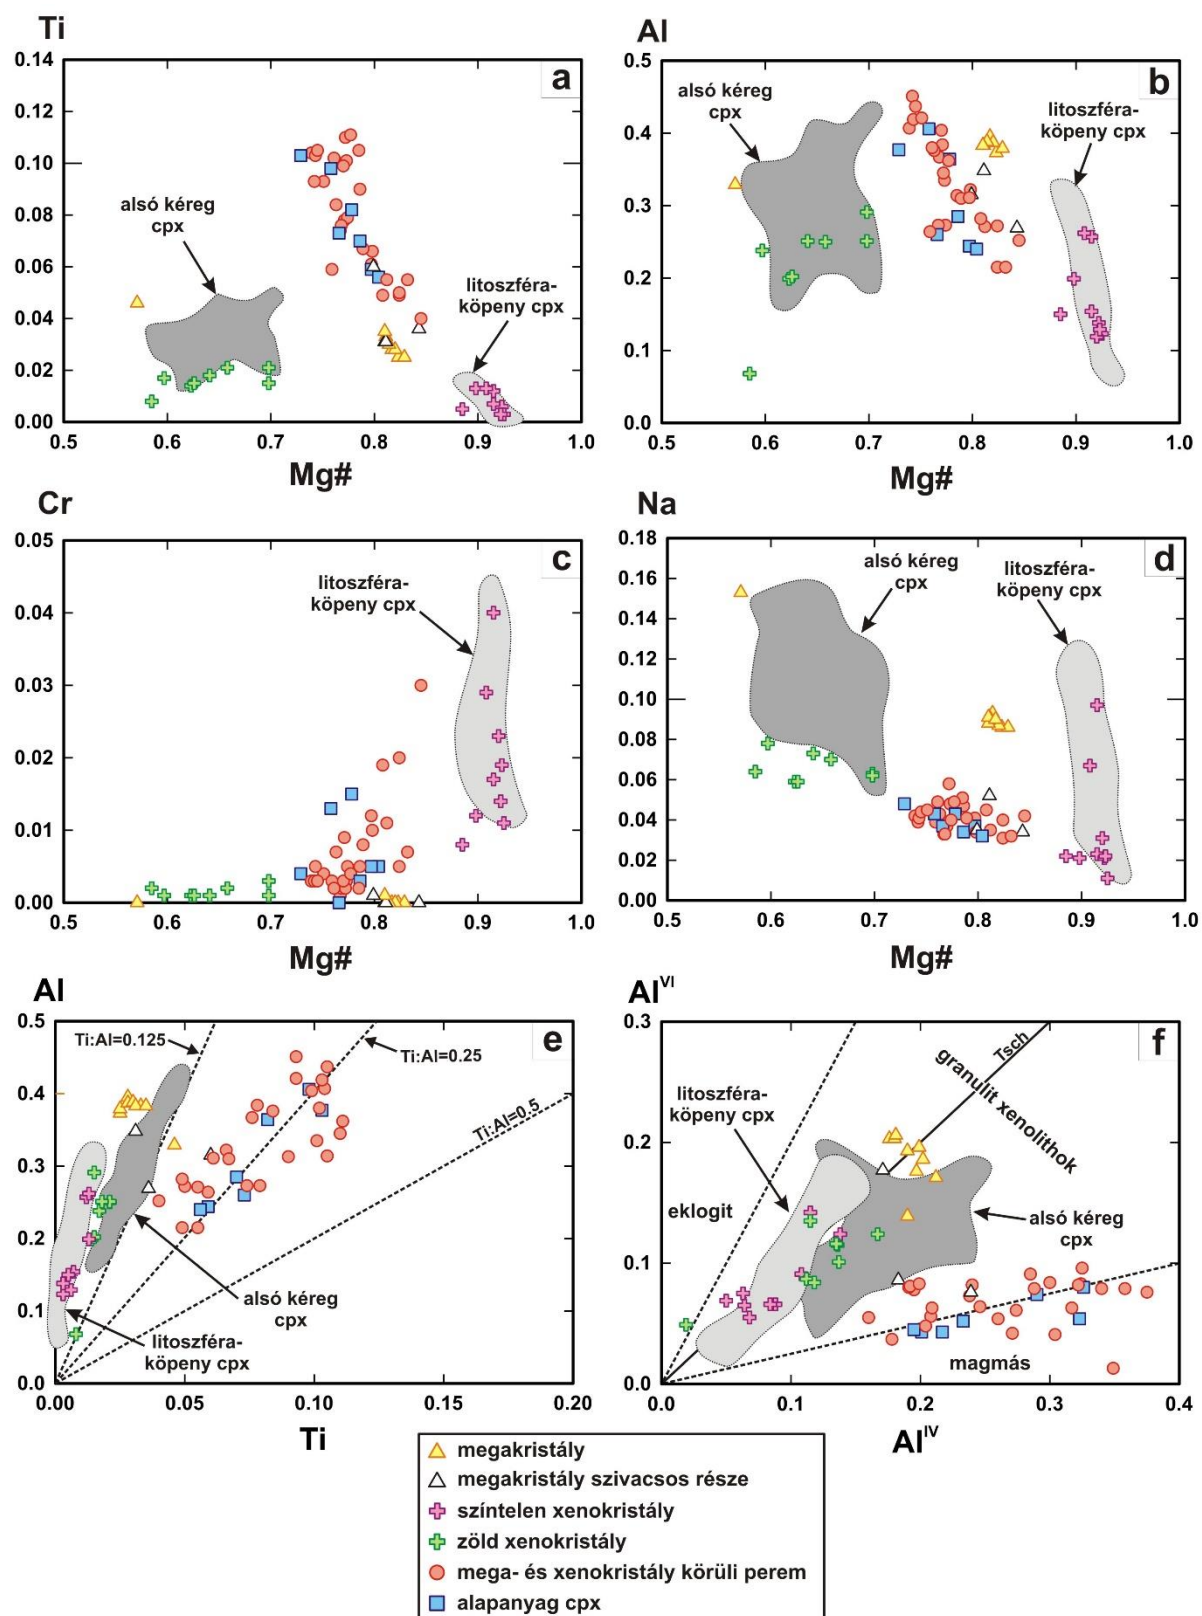 Ti
0.14
0.12
0.10
0.08
0.06
0.04
0.02
0.00
a
alsó kéreg
cpx
litoszféra-
köpeny cpx
0.5 0.6 0.7 0.8 0.9 1.0
Mg#
Al
0.5
0.4
0.3
0.2
0.1
0.0
b
alsó kéreg
cpx
litoszféra-
köpeny cpx
0.5 0.6 0.7 0.8 0.9 1.0
Mg#
Cr
0.05
0.04
0.03
0.02
0.01
0.00
c
litoszféra-
köpeny cpx
0.5 0.6 0.7 0.8 0.9 1.0
Mg#
Na
0.18
0.16
0.14
0.12
0.10
0.08
0.06
0.04
0.02
0.00
d
alsó kéreg
cpx
litoszféra-
köpeny cpx
0.5 0.6 0.7 0.8 0.9 1.0
Mg#
Al
0.5
0.4
0.3
0.2
0.1
0.0
e
Ti:Al=0.125
Ti:Al=0.25
Ti:Al=0.5
alsó kéreg
cpx
litoszféra-
köpeny cpx
0.00 0.05 0.10 0.15 0.20
Ti
Al^VI
0.3
0.2
0.1
0.0
f
Tsch
granulit xenolithok
litoszféra-
köpeny cpx
eklogit
alsó kéreg
cpx
magmás
0.0 0.1 0.2 0.3 0.4
Al^IV
megakristály
megakristály szivacsos része
színtelen xenokristály
zöld xenokristály
mega- és xenokristály körüli perem
alapanyag cpx